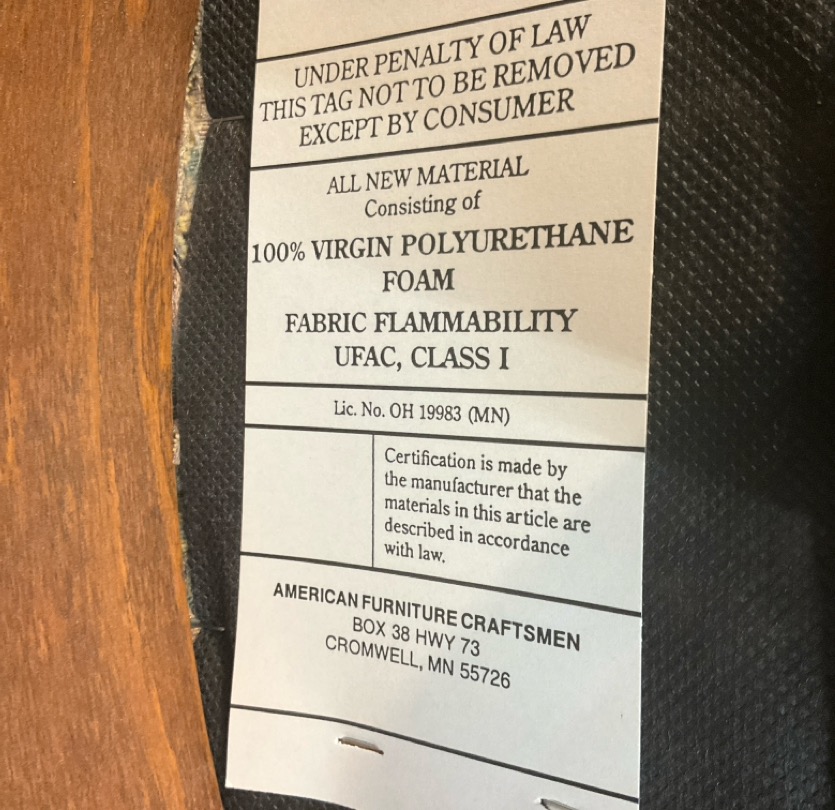 UNDER PENALTY OF LAW
THIS TAG NOT TO BE REMOVED
EXCEPT BY CONSUMER
ALL NEW MATERIAL
Consisting of
100% VIRGIN POLYURETHANE
FOAM
FABRIC FLAMMABILITY
UFAC, CLASS I
Lic. No. OH 19983 (MN)
Certification is made by
the manufacturer that the
materials in this article are
described in accordance
with law.
AMERICAN FURNITURE CRAFTSMEN
BOX 38 HWY 73
CROMWELL, MN 55726